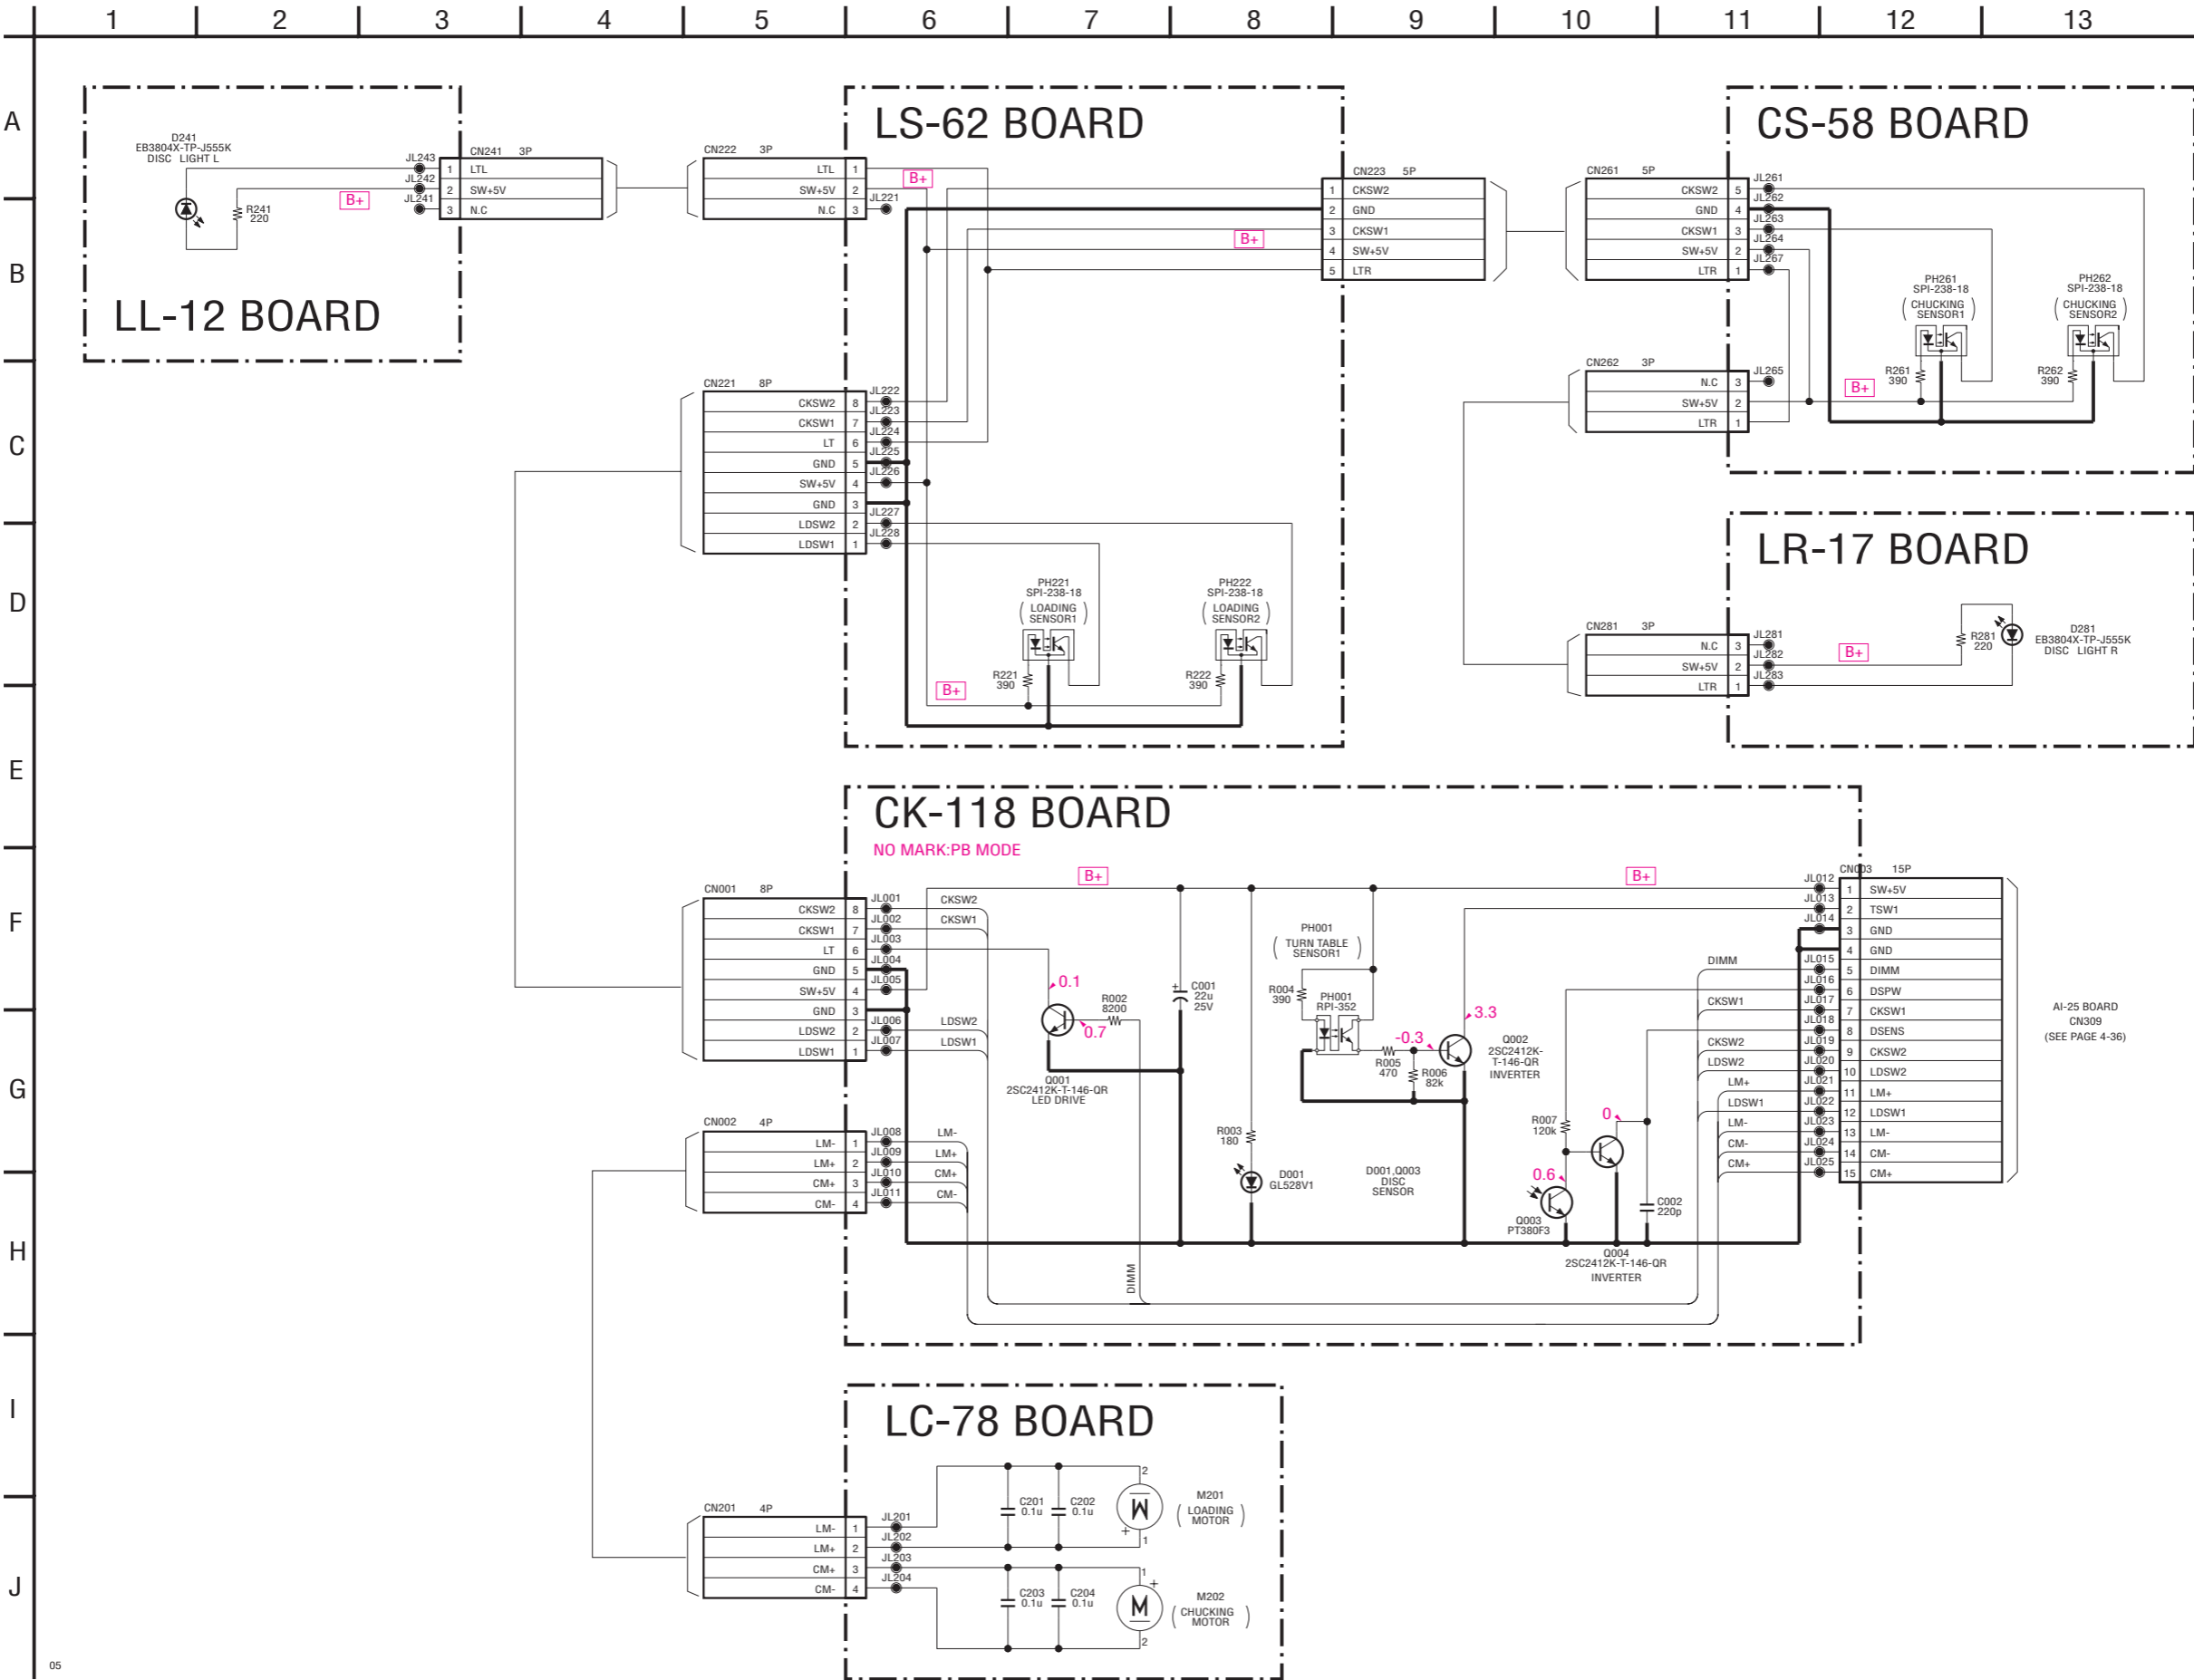 1 2 3 4 5 6 7 8 9 10 11 12 13
A
B
C
D
E
F
G
H
I
J
LL-12 BOARD
D241
EB3804X-TP-J555K
DISC LIGHT L
R241
220
B+
JL243
JL242
JL241
CN241 3P
1 LTL
2 SW+5V
3 N.C
LS-62 BOARD
CN222 3P
LTL 1
SW+5V 2
N.C 3
JL221
B+
B+
CN223 5P
1 CKSW2
2 GND
3 CKSW1
4 SW+5V
5 LTR
CN221 8P
CKSW2 8
CKSW1 7
LT 6
GND 5
SW+5V 4
GND 3
LDSW2 2
LDSW1 1
JL222
JL223
JL224
JL225
JL226
JL227
JL228
PH221
SPI-238-18
( LOADING
SENSOR1 )
R221
390
PH222
SPI-238-18
( LOADING
SENSOR2 )
R222
390
B+
CS-58 BOARD
CN261 5P
CKSW2 5
GND 4
CKSW1 3
SW+5V 2
LTR 1
JL261
JL262
JL263
JL264
JL267
PH261
SPI-238-18
( CHUCKING
SENSOR1 )
R261
390
PH262
SPI-238-18
( CHUCKING
SENSOR2 )
R262
390
B+
CN262 3P
N.C 3
SW+5V 2
LTR 1
JL265
LR-17 BOARD
CN281 3P
N.C 3
SW+5V 2
LTR 1
JL281
JL282
JL283
B+
R281
220
D281
EB3804X-TP-J555K
DISC LIGHT R
CK-118 BOARD
NO MARK:PB MODE
B+
B+
CN001 8P
CKSW2 8
CKSW1 7
LT 6
GND 5
SW+5V 4
GND 3
LDSW2 2
LDSW1 1
JL001
JL002
JL003
JL004
JL005
JL006
JL007
CKSW2
CKSW1
LDSW2
LDSW1
0.1
0.7
R002
8200
Q001
2SC2412K-T-146-QR
LED DRIVE
+
C001
22u
25V
R003
180
D001
GL528V1
PH001
( TURN TABLE
SENSOR1 )
R004
390
PH001
RPI-352
R005
470
R006
82k
-0.3
3.3
Q002
2SC2412K-
T-146-QR
INVERTER
D001,Q003
DISC
SENSOR
R007
120k
0
0.6
Q003
PT380F3
C002
220p
Q004
2SC2412K-T-146-QR
INVERTER
DIMM
CN002 4P
LM- 1
LM+ 2
CM+ 3
CM- 4
JL008
JL009
JL010
JL011
LM-
LM+
CM+
CM-
DIMM
CKSW1
CKSW2
LDSW2
LM+
LDSW1
LM-
CM-
CM+
JL012
JL013
JL014
JL015
JL016
JL017
JL018
JL019
JL020
JL021
JL022
JL023
JL024
JL025
CN003 15P
1 SW+5V
2 TSW1
3 GND
4 GND
5 DIMM
6 DSPW
7 CKSW1
8 DSENS
9 CKSW2
10 LDSW2
11 LM+
12 LDSW1
13 LM-
14 CM-
15 CM+
AI-25 BOARD
CN309
(SEE PAGE 4-36)
LC-78 BOARD
CN201 4P
LM- 1
LM+ 2
CM+ 3
CM- 4
JL201
JL202
JL203
JL204
C201
0.1u
C202
0.1u
2
M
+
1
M201
( LOADING
MOTOR )
C203
0.1u
C204
0.1u
1
+
M
2
M202
( CHUCKING
MOTOR )
05